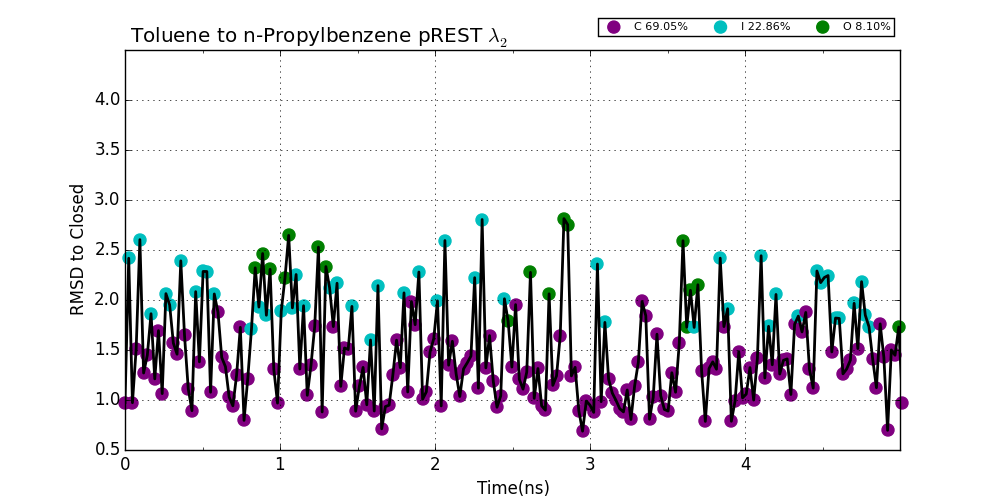 Toluene to n-Propylbenzene pREST λ₂
C 69.05% I 22.86% O 8.10%
RMSD to Closed
4.0
3.5
3.0
2.5
2.0
1.5
1.0
0.5
0 1 2 3 4
Time(ns)